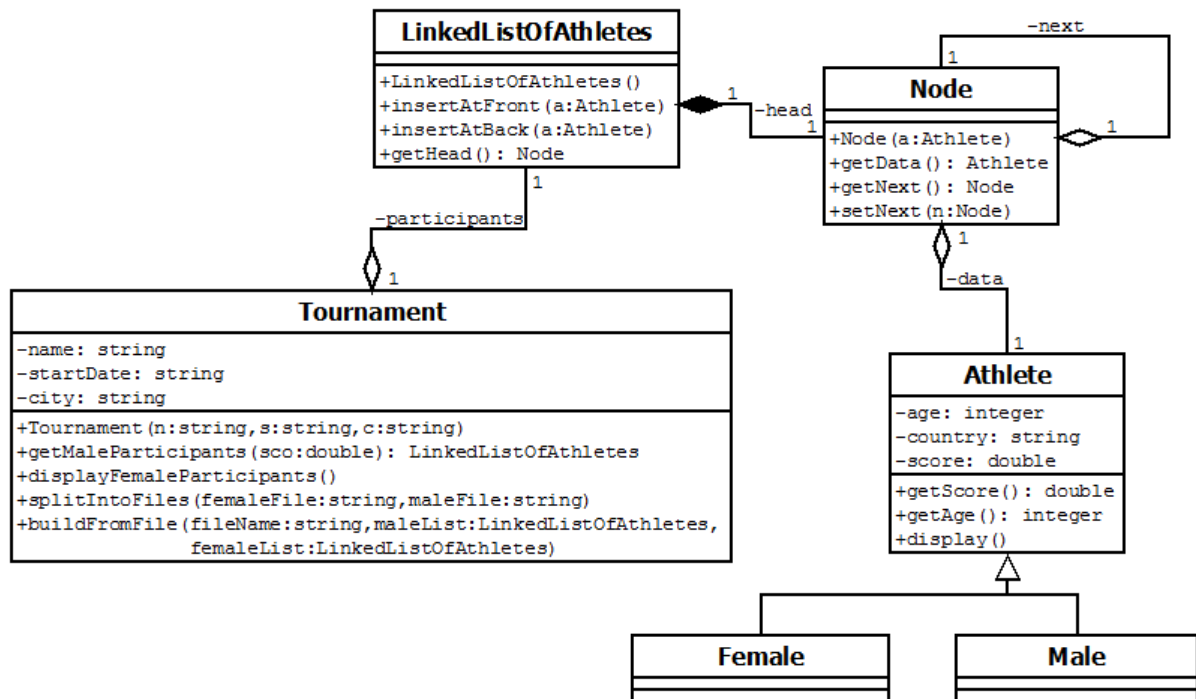 LinkedListOfAthletes
+LinkedListOfAthletes()
+insertAtFront(a:Athlete)
+insertAtBack(a:Athlete)
+getHead(): Node
1
-head
1
-next
1
Node
+Node(a:Athlete)
+getData(): Athlete
+getNext(): Node
+setNext(n:Node)
1
1
-participants
1
1
-data
1
Tournament
-name: string
-startDate: string
-city: string
+Tournament(n:string,s:string,c:string)
+getMaleParticipants(sco:double): LinkedListOfAthletes
+displayFemaleParticipants()
+splitIntoFiles(femaleFile:string,maleFile:string)
+buildFromFile(fileName:string,maleList:LinkedListOfAthletes,
femaleList:LinkedListOfAthletes)
Athlete
-age: integer
-country: string
-score: double
+getScore(): double
+getAge(): integer
+display()
Female
Male